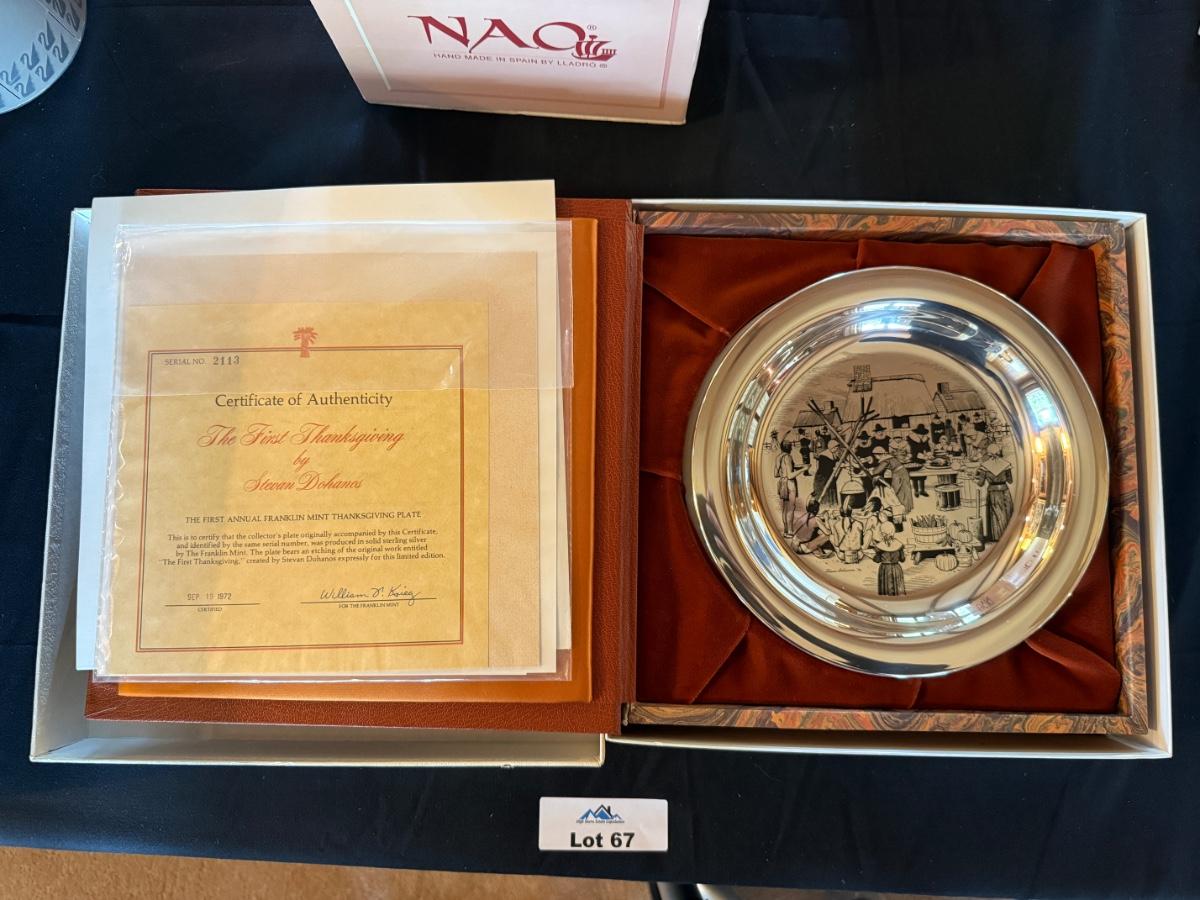 NAO®
HAND MADE IN SPAIN BY LLADRÓ ®
SERIAL NO. 2113
Certificate of Authenticity
The First Thanksgiving
by
Stevan Dohanos
THE FIRST ANNUAL FRANKLIN MINT THANKSGIVING PLATE
This is to certify that the collector's plate originally accompanied by this Certificate,
and identified by the same serial number, was produced in solid sterling silver
by The Franklin Mint. The plate bears an etching of the original work entitled
"The First Thanksgiving," created by Stevan Dohanos expressly for this limited edition.
SEP 19 1972
CERTIFIED
William T. Krieg
FOR THE FRANKLIN MINT
Lot 67